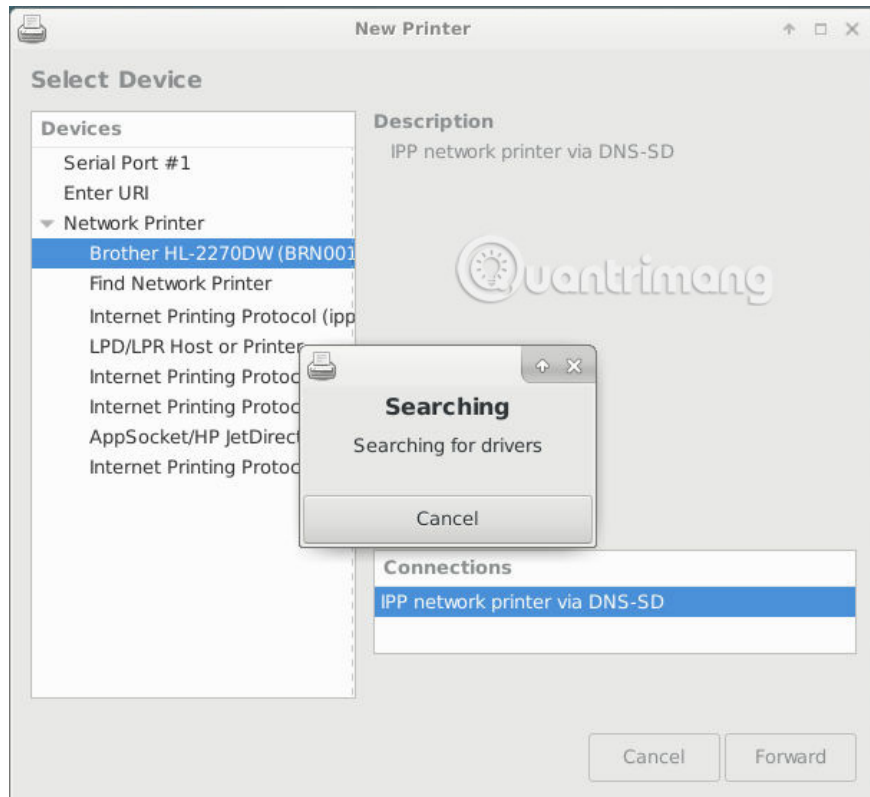 New Printer
Select Device
Devices
Serial Port #1
Enter URI
Network Printer
Brother HL-2270DW (BRN001
Find Network Printer
Internet Printing Protocol (ipp
LPD/LPR Host or Printer
Internet Printing Protoc
Internet Printing Protoc
AppSocket/HP JetDirect
Internet Printing Protoc
Description
IPP network printer via DNS-SD
Quantrimang
Searching
Searching for drivers
Cancel
Connections
IPP network printer via DNS-SD
Cancel
Forward